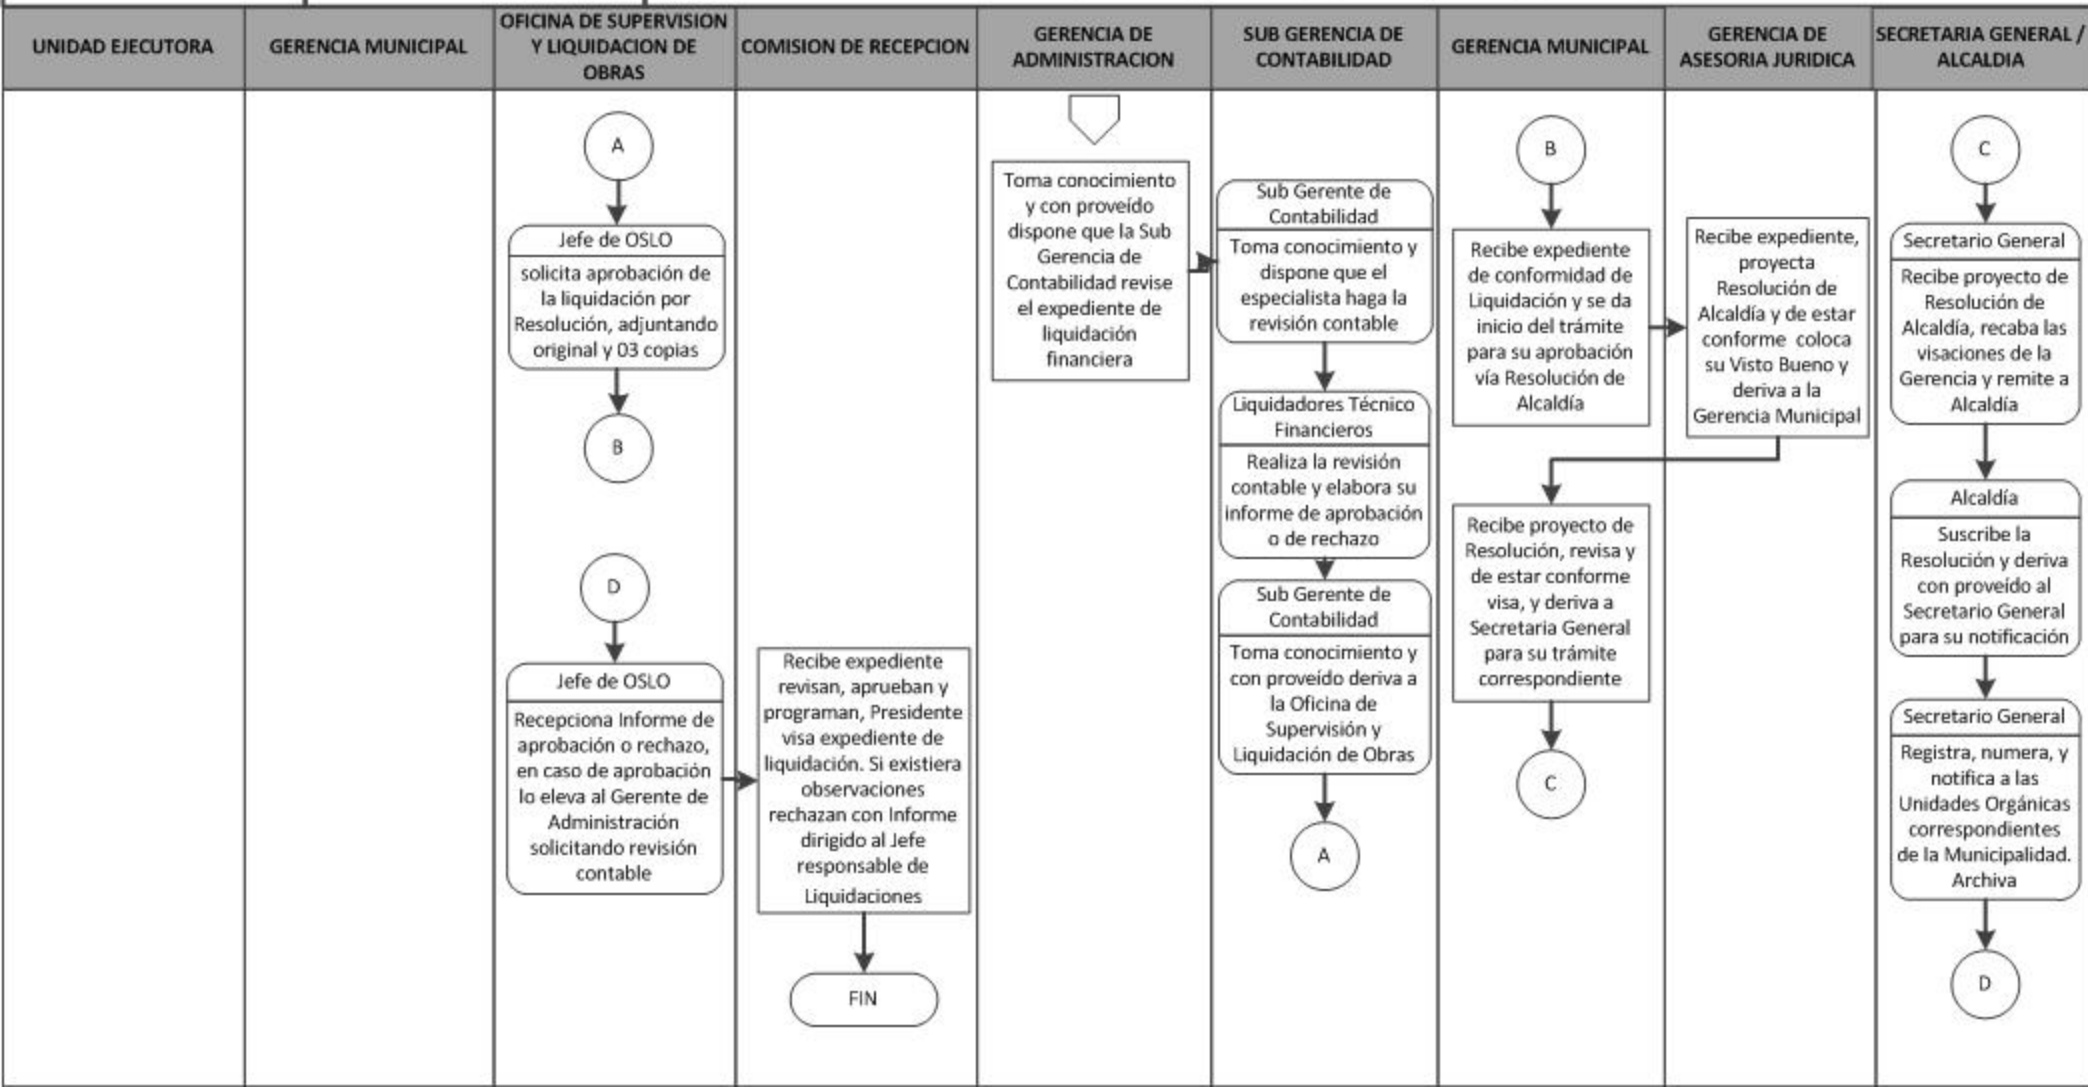 UNIDAD EJECUTORA
GERENCIA MUNICIPAL
OFICINA DE SUPERVISION
Y LIQUIDACION DE
OBRAS
COMISION DE RECEPCION
GERENCIA DE
ADMINISTRACION
SUB GERENCIA DE
CONTABILIDAD
GERENCIA MUNICIPAL
GERENCIA DE
ASESORIA JURIDICA
SECRETARIA GENERAL /
ALCALDIA
A
Jefe de OSLO
solicita aprobación de
la liquidación por
Resolución, adjuntando
original y 03 copias
B
D
Jefe de OSLO
Recepciona Informe de
aprobación o rechazo,
en caso de aprobación
lo eleva al Gerente de
Administración
solicitando revisión
contable
Recibe expediente
revisan, aprueban y
programan, Presidente
visa expediente de
liquidación. Si existiera
observaciones
rechazan con Informe
dirigido al Jefe
responsable de
Liquidaciones
FIN
Toma conocimiento
y con proveído
dispone que la Sub
Gerencia de
Contabilidad revise
el expediente de
liquidación
financiera
Sub Gerente de
Contabilidad
Toma conocimiento y
dispone que el
especialista haga la
revisión contable
Liquidadores Técnico
Financieros
Realiza la revisión
contable y elabora su
informe de aprobación
o de rechazo
Sub Gerente de
Contabilidad
Toma conocimiento y
con proveído deriva a
la Oficina de
Supervisión y
Liquidación de Obras
A
B
Recibe expediente
de conformidad de
Liquidación y se da
inicio del trámite
para su aprobación
vía Resolución de
Alcaldía
Recibe proyecto de
Resolución, revisa y
de estar conforme
visa, y deriva a
Secretaria General
para su trámite
correspondiente
C
Recibe expediente,
proyecta
Resolución de
Alcaldía y de estar
conforme coloca
su Visto Bueno y
deriva a la
Gerencia Municipal
C
Secretario General
Recibe proyecto de
Resolución de
Alcaldía, recaba las
visaciones de la
Gerencia y remite a
Alcaldía
Alcaldía
Suscribe la
Resolución y deriva
con proveído al
Secretario General
para su notificación
Secretario General
Registra, numera, y
notifica a las
Unidades Orgánicas
correspondientes
de la Municipalidad.
Archiva
D